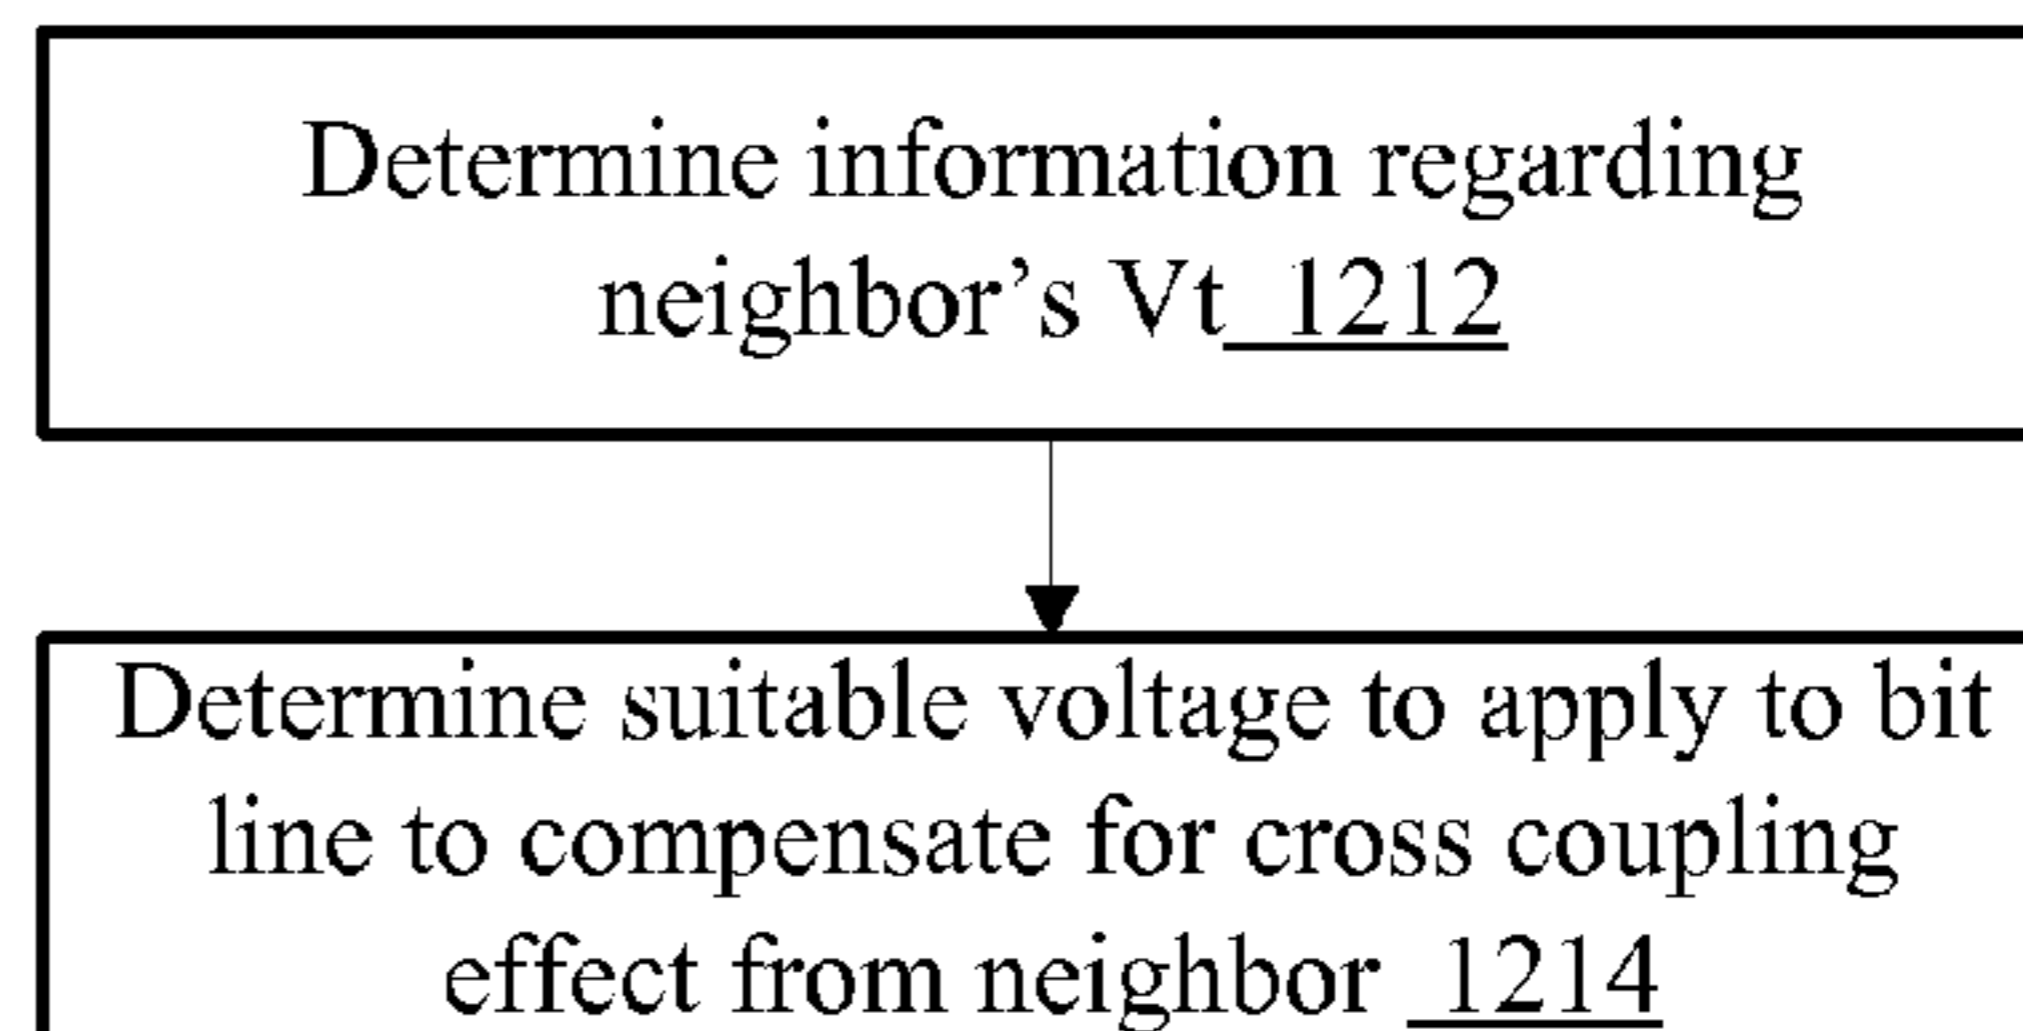 Determine information regarding
neighbor’s Vt 1212
Determine suitable voltage to apply to bit
line to compensate for cross coupling
effect from neighbor 1214